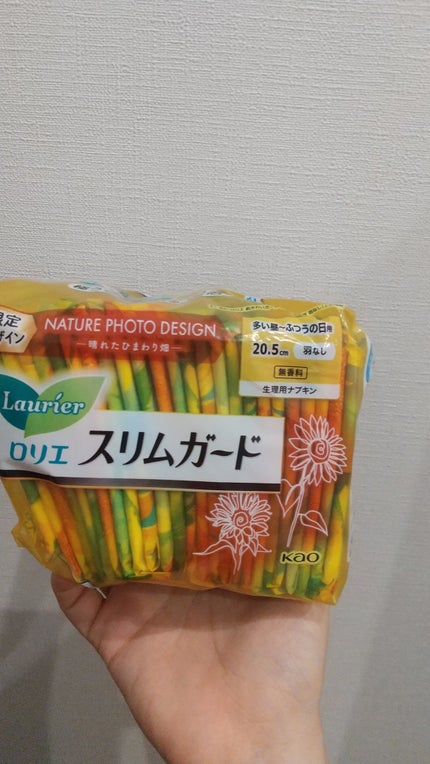 限定
デザイン
NATURE PHOTO DESIGN
―晴れたひまわり畑―
多い昼~ふつうの日用
20.5cm 羽なし
無香料
生理用ナプキン
Laurier
ロリエ スリムガード
Kao